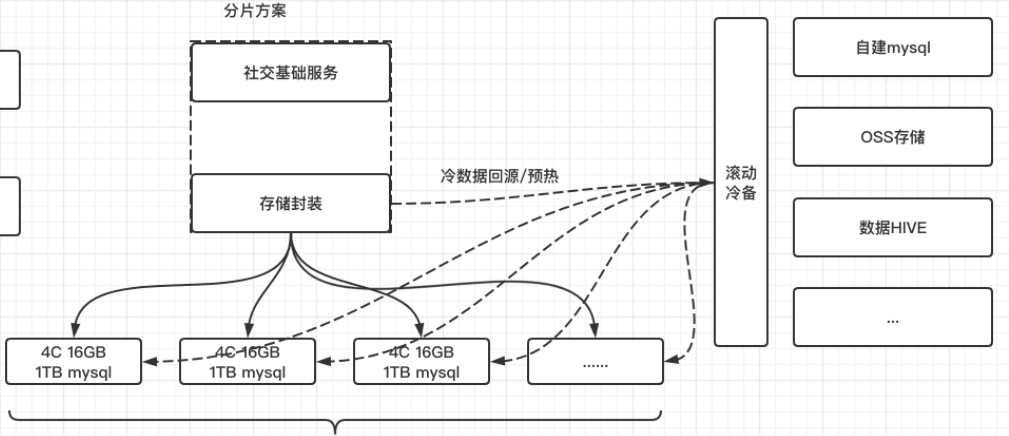 分片方案
社交基础服务
存储封装
冷数据回源/预热
4C 16GB
1TB mysql
4C 16GB
1TB mysql
4C 16GB
1TB mysql
......
滚动
冷备
自建mysql
OSS存储
数据HIVE
...